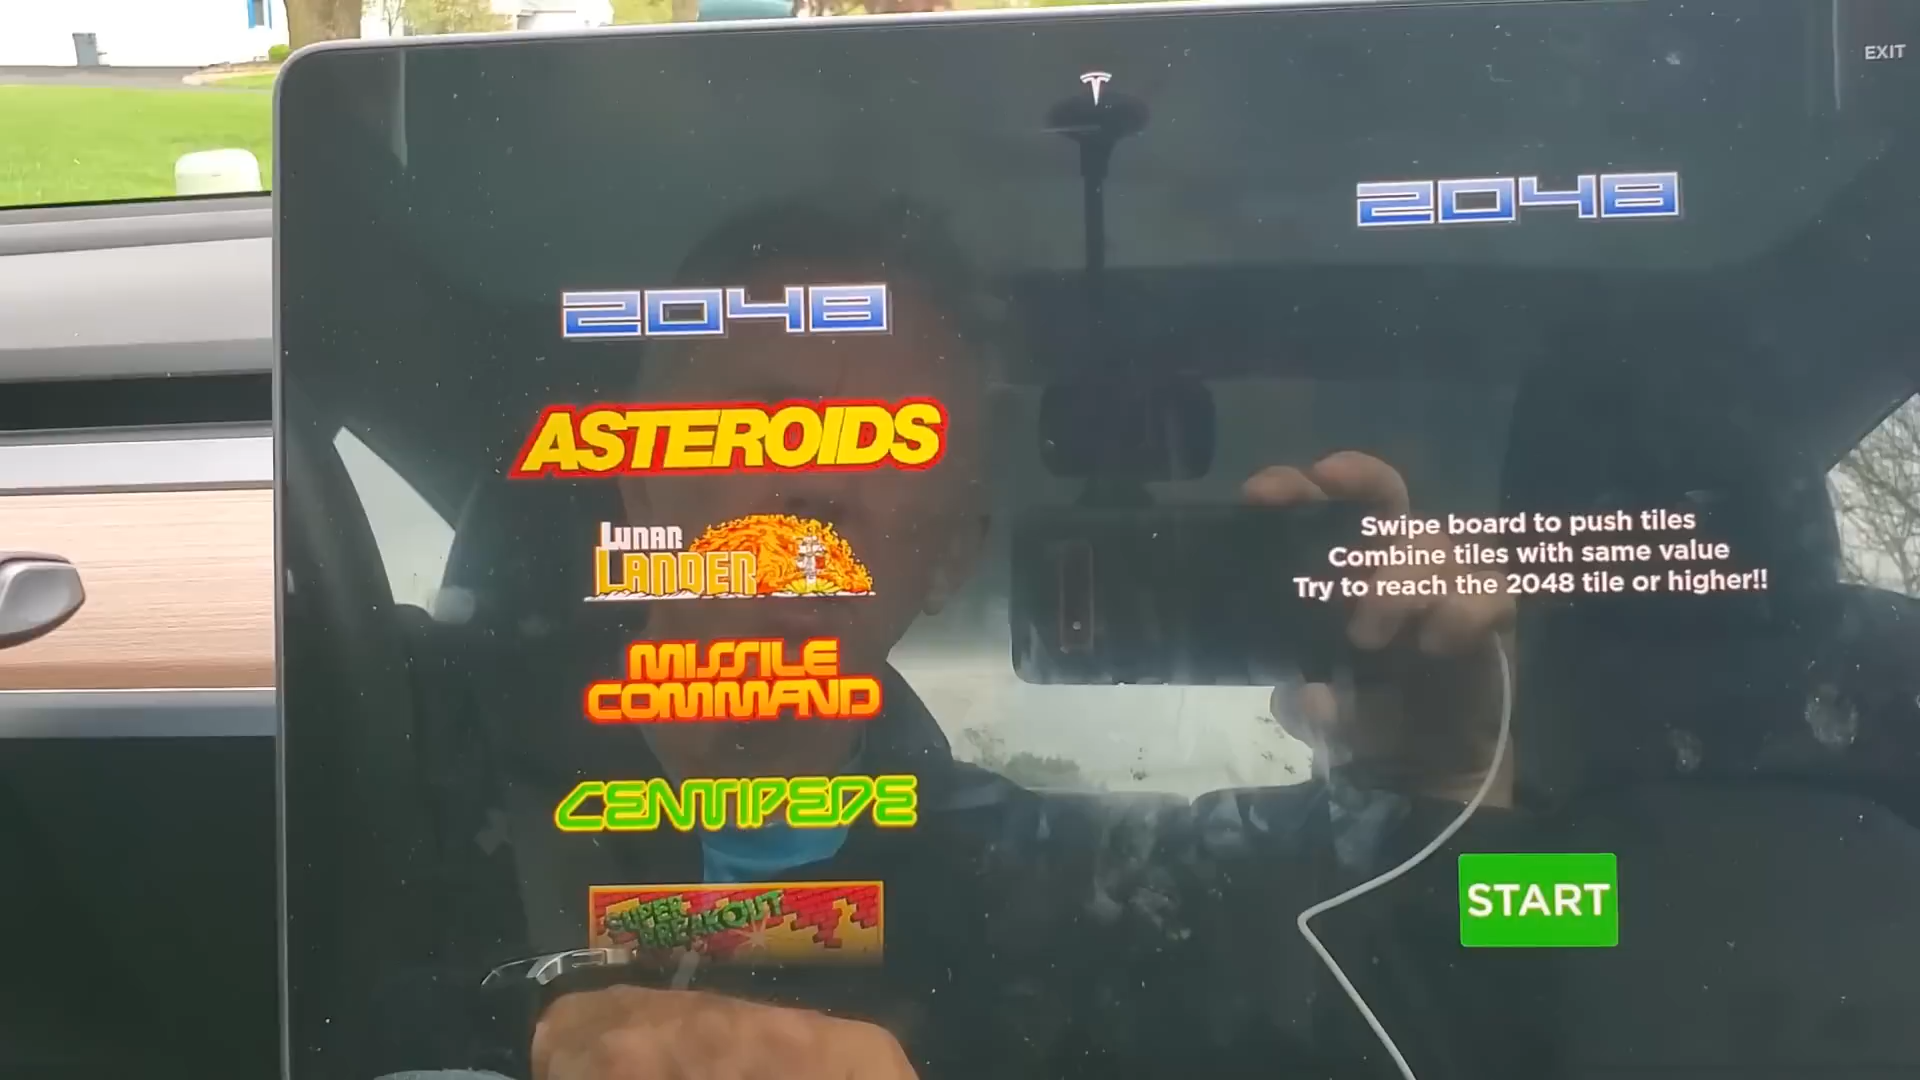 EXIT
2048
2048
ASTEROIDS
LUNAR
LANDER
MISSILE
COMMAND
CENTIPEDE
SUPER
BREAKOUT
Swipe board to push tiles
Combine tiles with same value
Try to reach the 2048 tile or higher!!
START